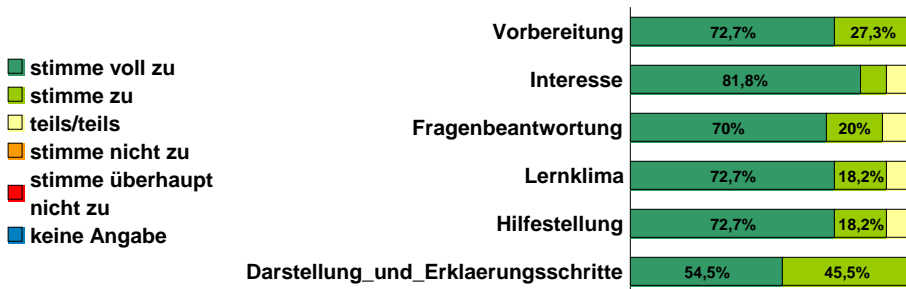 stimme voll zu
stimme zu
teils/teils
stimme nicht zu
stimme überhaupt
nicht zu
keine Angabe
Vorbereitung 72,7% 27,3%
Interesse 81,8%
Fragenbeantwortung 70% 20%
Lernklima 72,7% 18,2%
Hilfestellung 72,7% 18,2%
Darstellung_und_Erklaerungsschritte 54,5% 45,5%